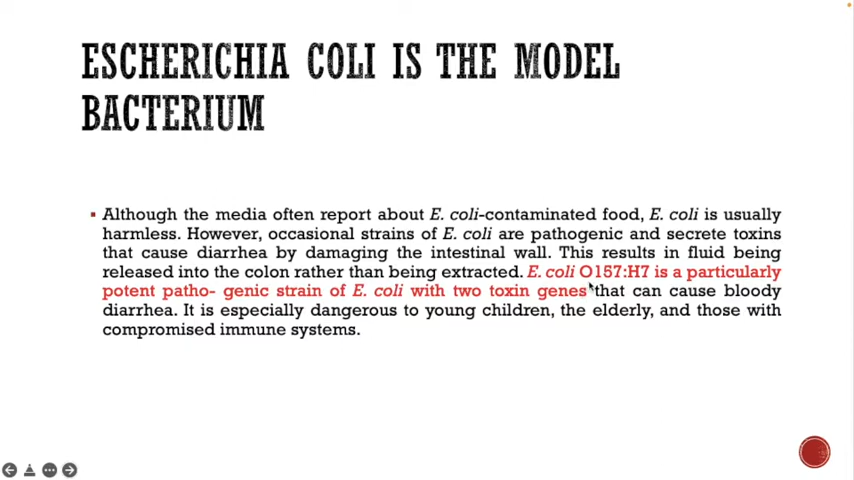 ESCHERICHIA COLI IS THE MODEL
BACTERIUM
Although the media often report about E. coli-contaminated food, E. coli is usually
harmless. However, occasional strains of E. coli are pathogenic and secrete toxins
that cause diarrhea by damaging the intestinal wall. This results in fluid being
released into the colon rather than being extracted. E. coli O157:H7 is a particularly
potent patho- genic strain of E. coli with two toxin genes that can cause bloody
diarrhea. It is especially dangerous to young children, the elderly, and those with
compromised immune systems.